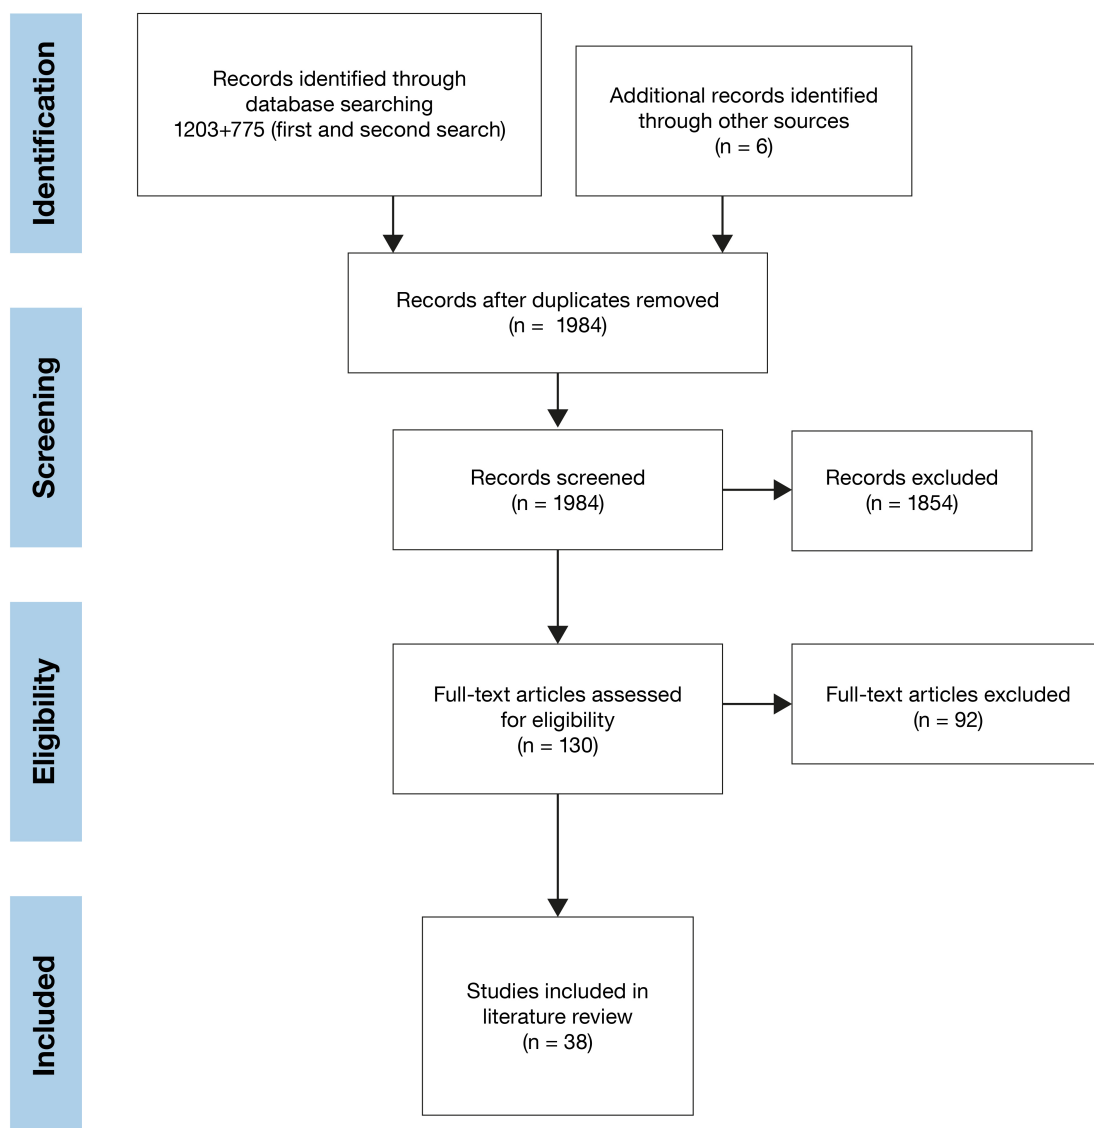 Identification
Records identified through
database searching
1203+775 (first and second search)
Additional records identified
through other sources
(n = 6)
Records after duplicates removed
(n =  1984)
Screening
Records screened
(n = 1984)
Records excluded
(n = 1854)
Eligibility
Full-text articles assessed
for eligibility
(n = 130)
Full-text articles excluded
(n = 92)
Included
Studies included in
literature review
(n = 38)